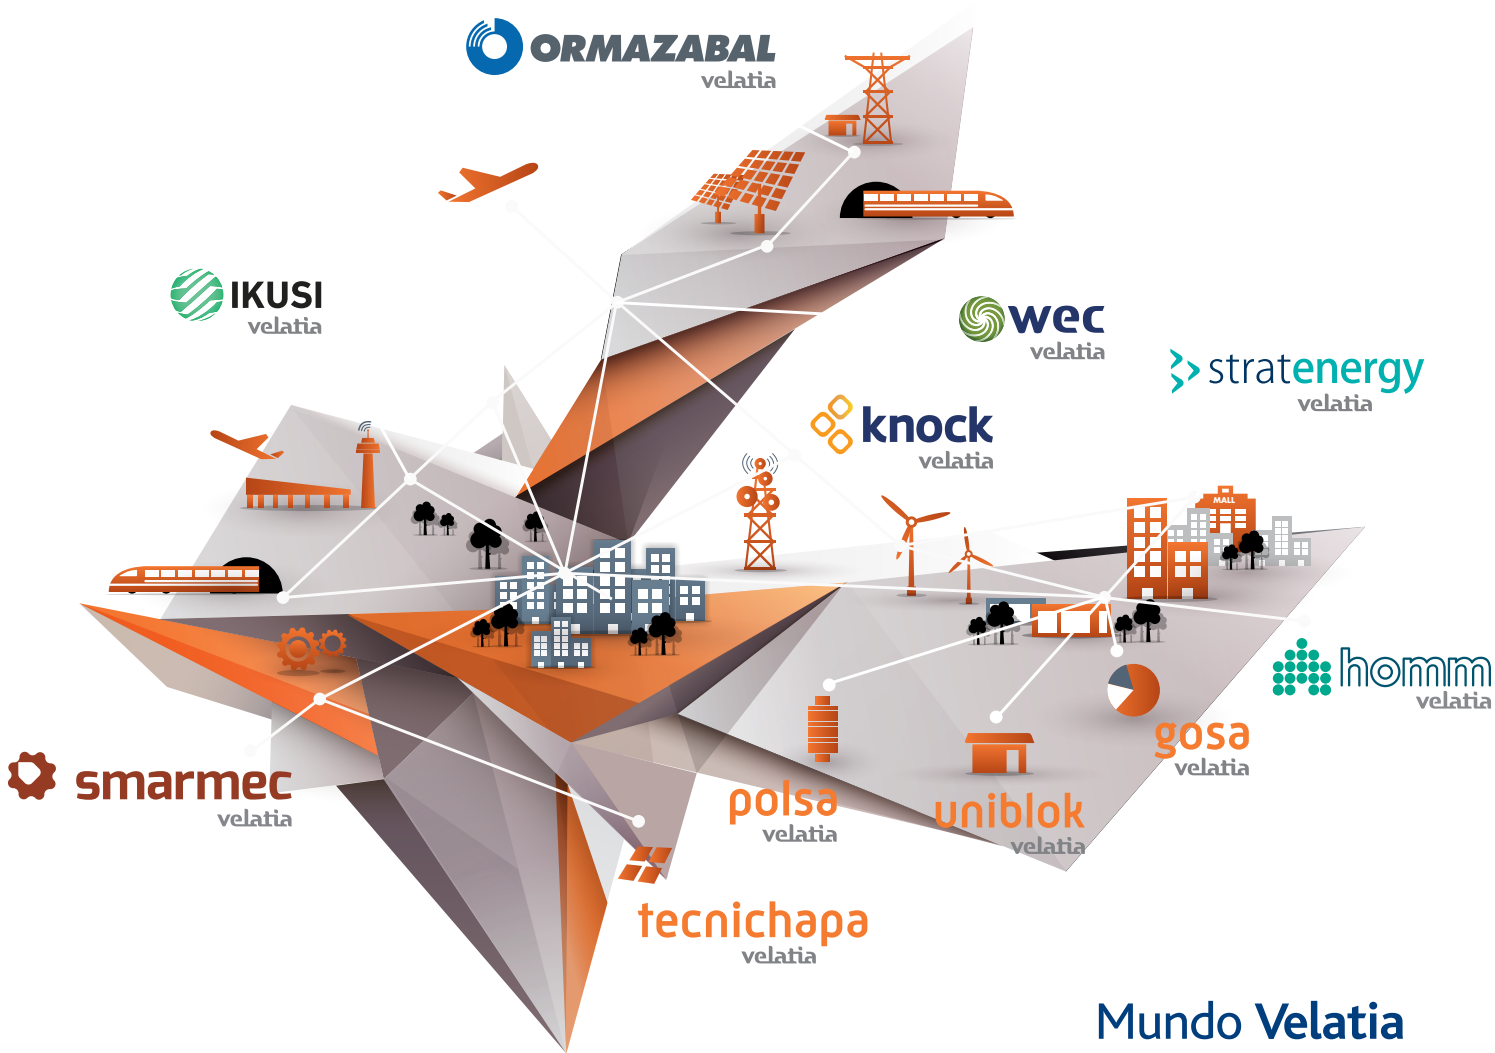 ORMAZABAL
velatia
IKUSI
velatia
wec
velatia
stratenergy
velatia
knock
velatia
MALL
homm
velatia
gosa
velatia
smarmec
velatia
polsa
velatia
uniblok
velatia
tecnichapa
velatia
Mundo Velatia